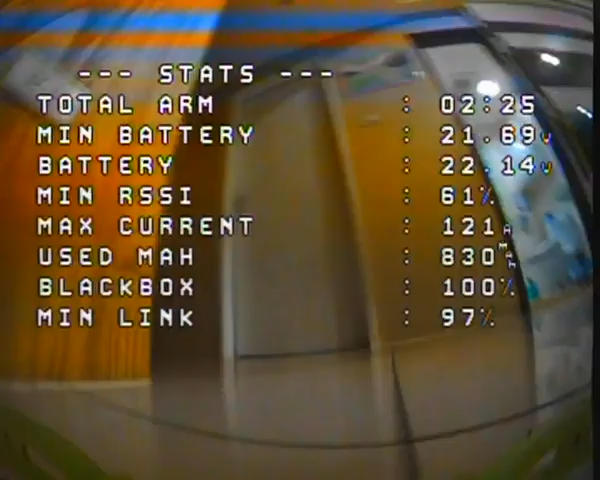 --- STATS ---
TOTAL ARM : 02:25
MIN BATTERY : 21.69V
BATTERY : 22.14V
MIN RSSI : 61%
MAX CURRENT : 121A
USED MAH : 830mAh
BLACKBOX : 100%
MIN LINK : 97%